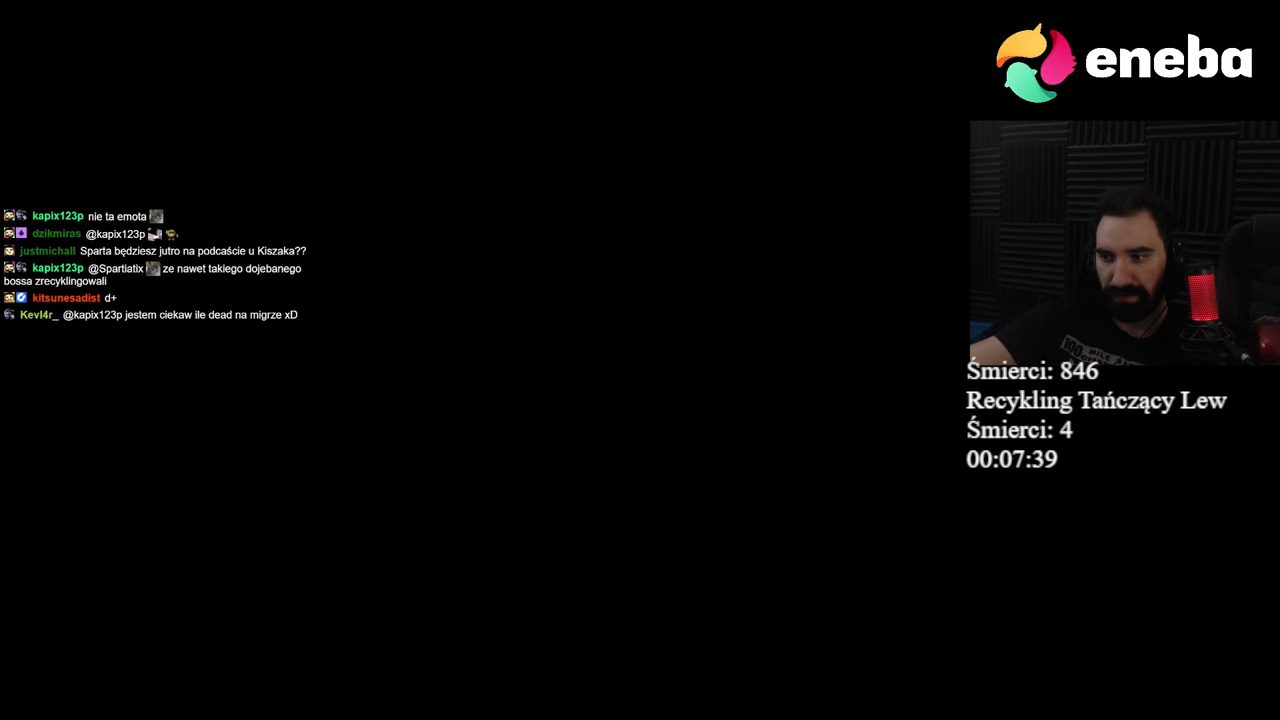 eneba
kapix123p nie ta emota
dzikmiras @kapix123p
justmichall Sparta będziesz jutro na podcaście u Kiszaka??
kapix123p @Spartiatix ze nawet takiego dojebanego
bossa zrecyklingowali
kitsunesadist d+
Kevl4r_ @kapix123p jestem ciekaw ile dead na migrze xD
Śmierci: 846
Recykling Tańczący Lew
Śmierci: 4
00:07:39